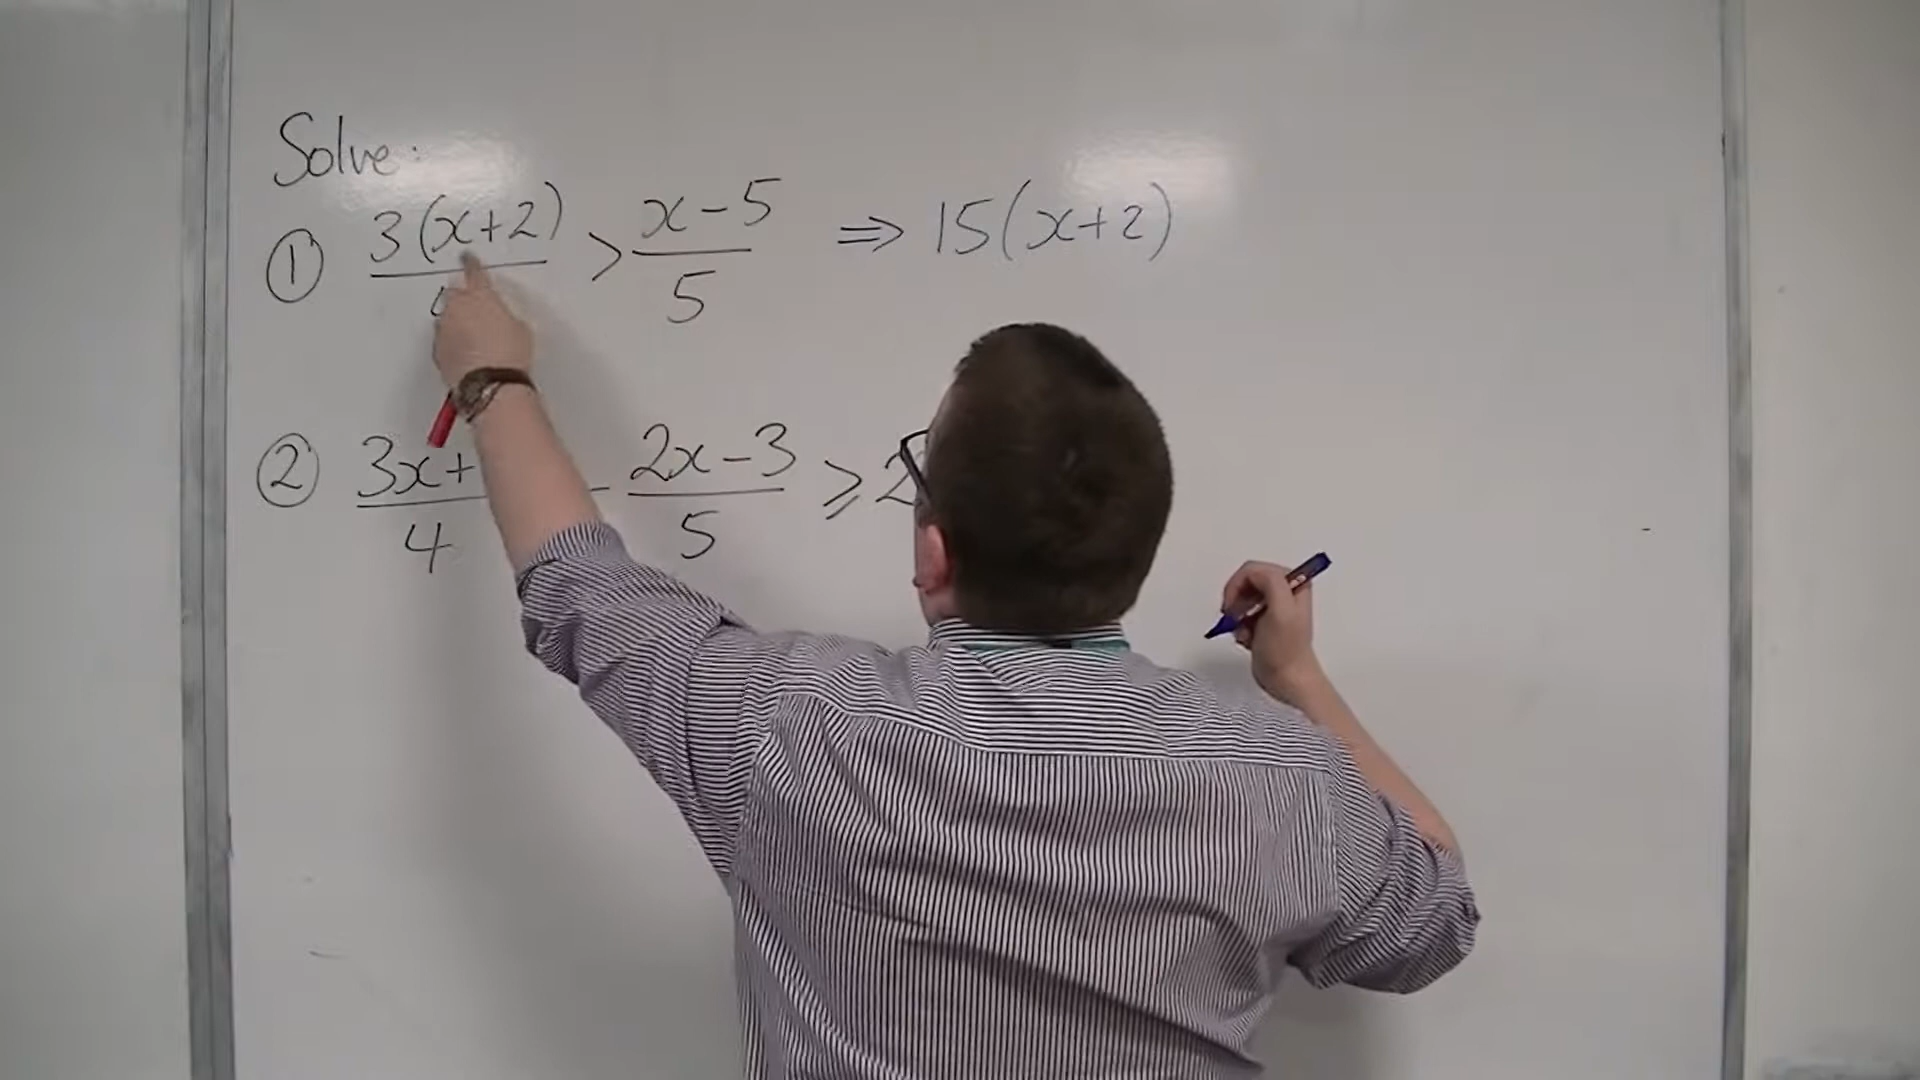 Solve:
① 3(x+2) / > x-5 / 5 ⇒ 15(x+2)
② 3x+ / 4 - 2x-3 / 5 ≥ 2